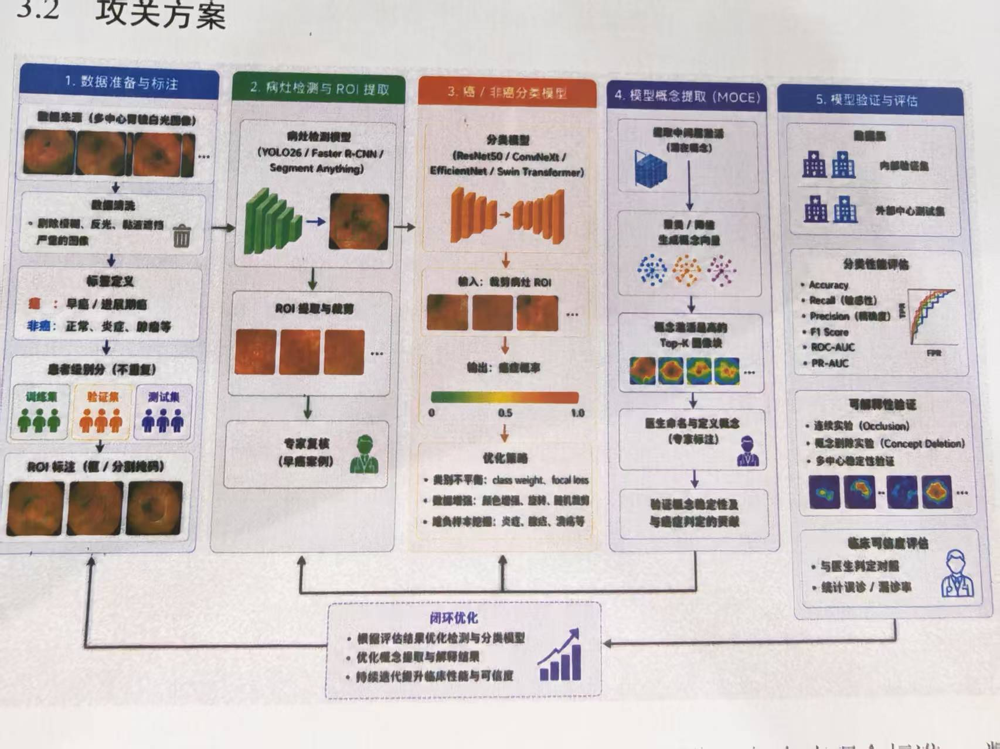 3.2 攻关方案
1. 数据准备与标注
数据来源（多中心胃镜白光图像）
...
数据清洗
• 剔除模糊、反光、黏液遮挡
严重的图像
标签定义
癌 ：早癌 / 进展期癌
非癌：正常、炎症、腺瘤等
患者级别分（不重复）
训练集
验证集
测试集
ROI 标注（框 / 分割掩码）
2. 病灶检测与 ROI 提取
病灶检测模型
(YOLO26 / Faster R-CNN /
Segment Anything)
ROI 提取与裁剪
...
专家复核
(早癌案例)
3. 癌 / 非癌分类模型
分类模型
(ResNet50 / ConvNeXt /
EfficientNet / Swin Transformer)
输入：裁剪病灶 ROI
...
输出：癌症概率
0 0.5 1.0
优化策略
• 类别不平衡：class weight、focal loss
• 数据增强：颜色增强、旋转、随机裁剪
• 难负样本挖掘：炎症、腺癌、溃疡等
4. 模型概念提取 (MOCE)
提取中间层激活
(潜在概念)
聚类 / 降维
生成概念向量
概念激活最高的
Top-K 图像块
...
医生命名与定义概念
(专家标注)
验证概念稳定性及
与癌症判定的贡献
5. 模型验证与评估
数据集
内部验证集
外部中心测试集
分类性能评估
• Accuracy
• Recall（敏感性）
• Precision（精确度）
• F1 Score
• ROC-AUC
• PR-AUC
FPR
可解释性验证
• 连续实验（Occlusion）
• 概念删除实验（Concept Deletion）
• 多中心稳定性验证
...
临床可信度评估
• 与医生判定对照
• 统计误诊 / 漏诊率
闭环优化
• 根据评估结果优化检测与分类模型
• 优化概念提取与解释结果
• 持续迭代提升临床性能与可信度